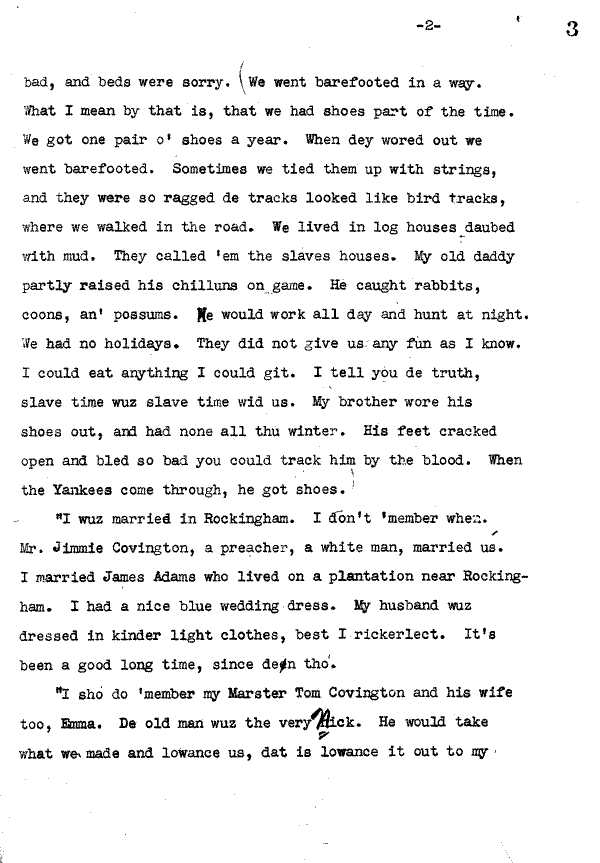 -2-
3
bad, and beds were sorry. (We went barefooted in a way.
What I mean by that is, that we had shoes part of the time.
We got one pair o' shoes a year. When dey wored out we
went barefooted. Sometimes we tied them up with strings,
and they were so ragged de tracks looked like bird tracks,
where we walked in the road. We lived in log houses daubed
with mud. They called 'em the slaves houses. My old daddy
partly raised his chilluns on game. He caught rabbits,
coons, an' possums. He would work all day and hunt at night.
We had no holidays. They did not give us any fun as I know.
I could eat anything I could git. I tell you de truth,
slave time wuz slave time wid us. My brother wore his
shoes out, and had none all thu winter. His feet cracked
open and bled so bad you could track him by the blood. When
the Yankees come through, he got shoes.
"I wuz married in Rockingham. I don't 'member when.
Mr. Jimmie Covington, a preacher, a white man, married us.
I married James Adams who lived on a plantation near Rocking-
ham. I had a nice blue wedding dress. My husband wuz
dressed in kinder light clothes, best I rickerlect. It's
been a good long time, since deen tho'.
"I sho do 'member my Marster Tom Covington and his wife
too, Emma. De old man wuz the very Nick. He would take
what we made and lowance us, dat is lowance it out to my